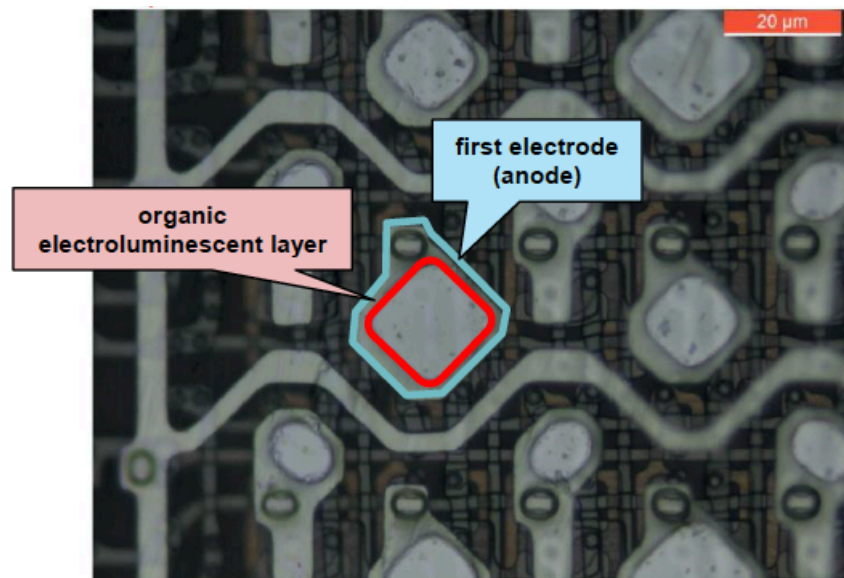 20 µm
first electrode
(anode)
organic
electroluminescent layer